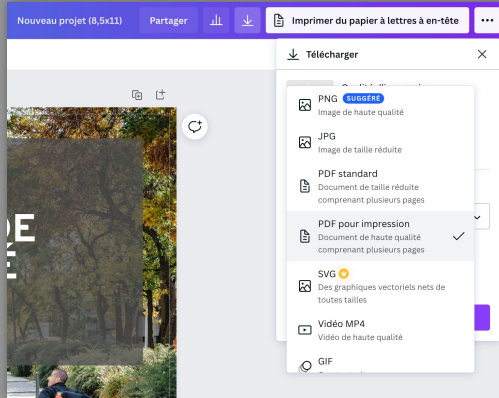 Nouveau projet (8,5x11)
Partager
Imprimer du papier à lettres à en-tête
Télécharger
PNG SUGGÉRÉ
Image de haute qualité
JPG
Image de taille réduite
PDF standard
Document de taille réduite
comprenant plusieurs pages
PDF pour impression
Document de haute qualité
comprenant plusieurs pages
SVG
Des graphiques vectoriels nets de
toutes tailles
Vidéo MP4
Vidéo de haute qualité
GIF
DE
E